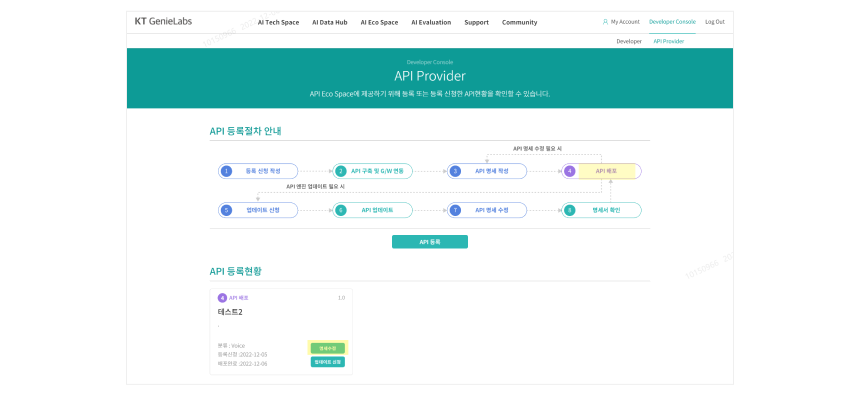 KT GenieLabs
AI Tech Space AI Data Hub AI Eco Space AI Evaluation Support Community
My Account Developer Console Log Out
Developer API Provider
Developer Console
API Provider
API Eco Space에 제공하기 위해 등록 또는 등록 신청한 API현황을 확인할 수 있습니다.
API 등록절차 안내
API 명세 수정 필요 시
1 등록 신청 작성
2 API 구축 및 G/W 연동
3 API 명세 작성
4 API 배포
API 엔진 업데이트 필요 시
5 업데이트 신청
6 API 업데이트
7 API 명세 수정
8 명세서 확인
API 등록
API 등록현황
4 API 배포 1.0
테스트2
.
분류 : Voice
등록신청 :2022-12-05
배포완료 :2022-12-06
명세수정
업데이트 신청